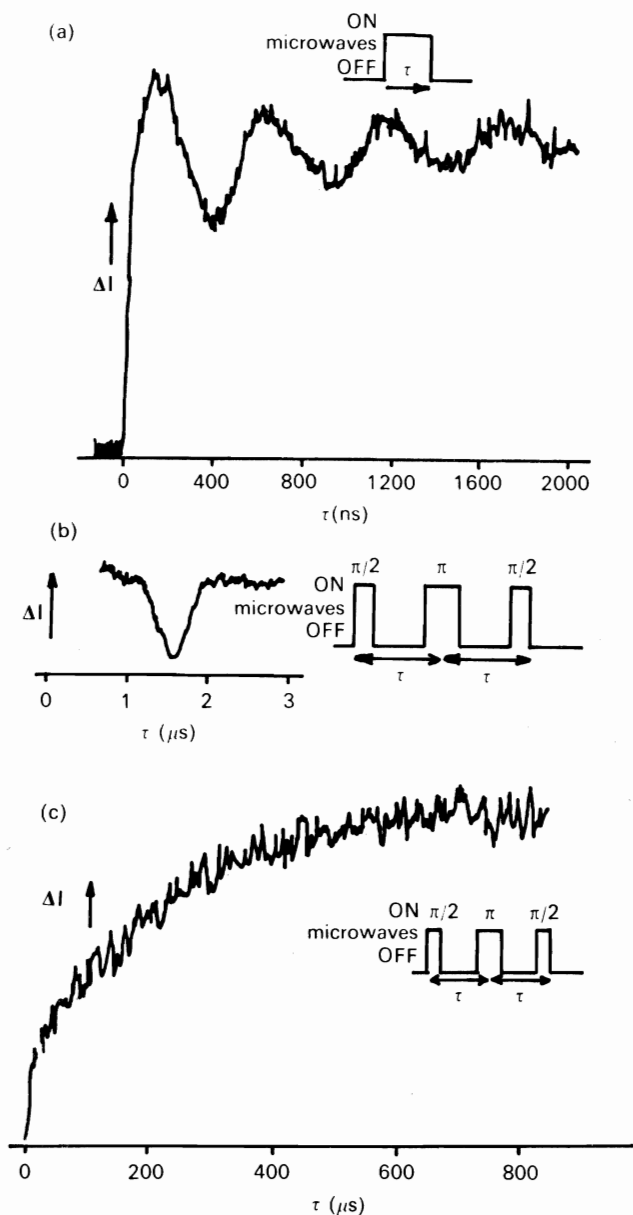 (a)
ON
microwaves
OFF
τ
ΔI
0 400 800 1200 1600 2000
τ(ns)
(b)
π/2 π π/2
ON
microwaves
OFF
ΔI
τ τ
0 1 2 3
τ (μs)
(c)
ΔI
ON π/2 π π/2
microwaves
OFF
τ τ
0 200 400 600 800
τ (μs)